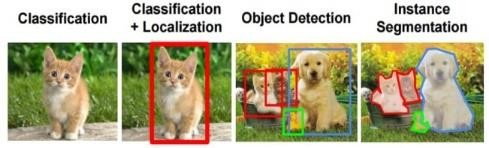 Classification
Classification
+ Localization
Object Detection
Instance
Segmentation